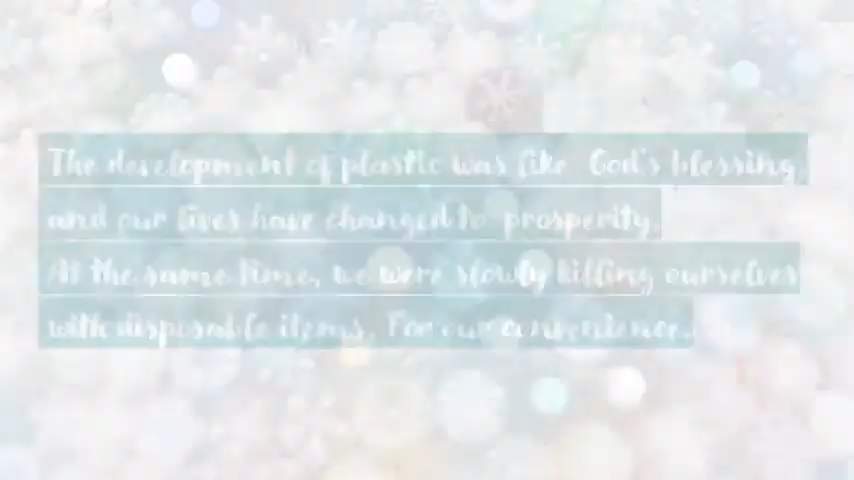 The development of plastic was like God's blessing,
and our lives have changed to prosperity.
At the same time, we were slowly killing ourselves
with disposable items. For our convenience.